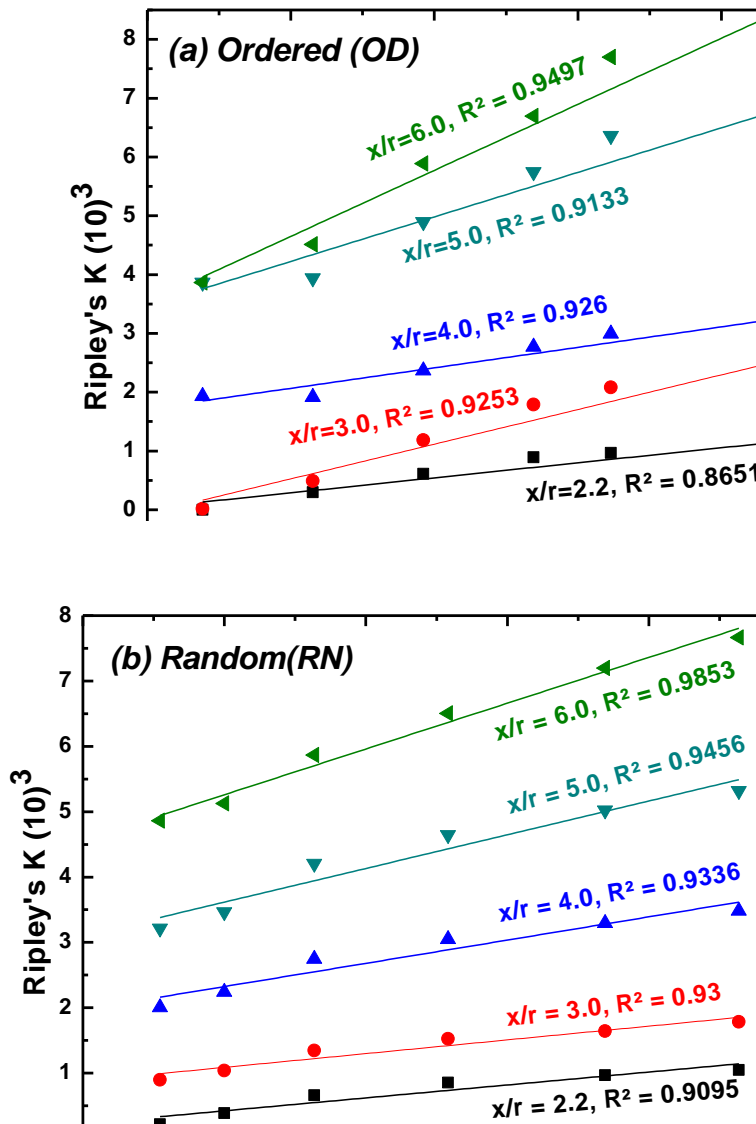 (a) Ordered (OD)
8
7
6
5
4
3
2
1
0
Ripley's K (10)^3
x/r=6.0, R² = 0.9497
x/r=5.0, R² = 0.9133
x/r=4.0, R² = 0.926
x/r=3.0, R² = 0.9253
x/r=2.2, R² = 0.8651
(b) Random(RN)
8
7
6
5
4
3
2
1
Ripley's K (10)^3
x/r = 6.0, R² = 0.9853
x/r = 5.0, R² = 0.9456
x/r = 4.0, R² = 0.9336
x/r = 3.0, R² = 0.93
x/r = 2.2, R² = 0.9095